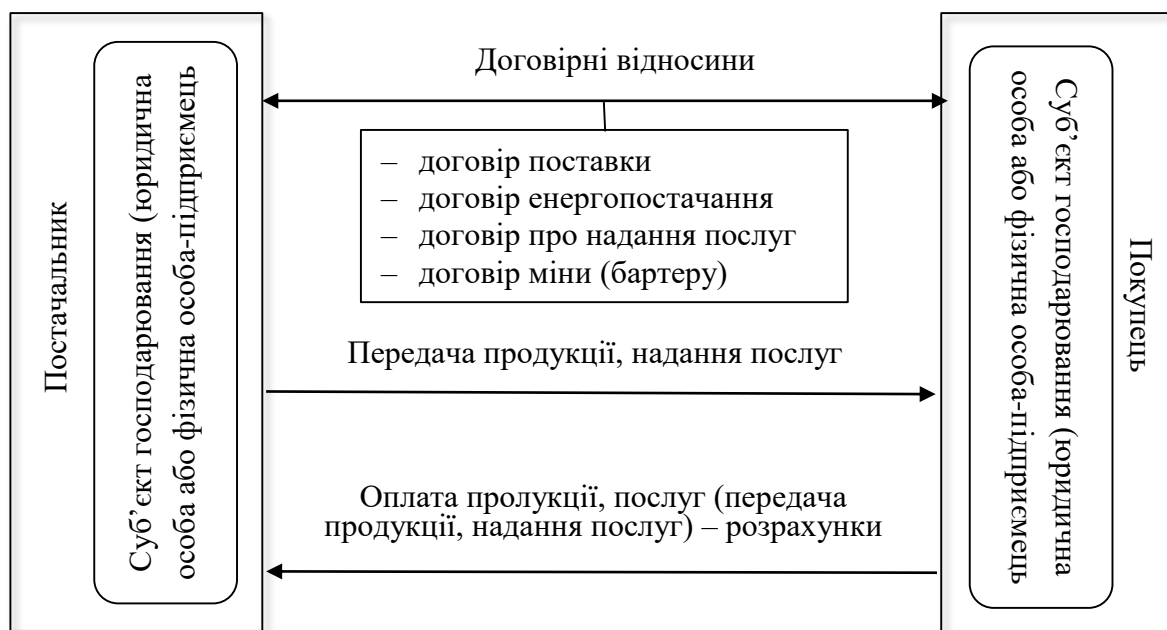 Постачальник
Суб’єкт господарювання (юридична
особа або фізична особа-підприємець
Договірні відносини
– договір поставки
– договір енергопостачання
– договір про надання послуг
– договір міни (бартеру)
Передача продукції, надання послуг
Оплата пролукції, послуг (передача
продукції, надання послуг) – розрахунки
Суб’єкт господарювання (юридична
особа або фізична особа-підприємець
Покупець